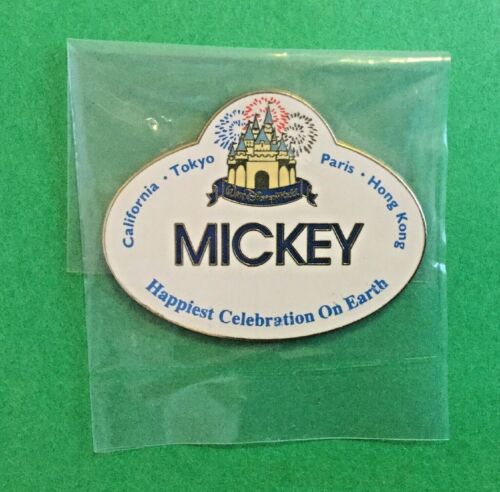 California · Tokyo
Paris · Hong Kong
Walt Disney World
MICKEY
Happiest Celebration On Earth